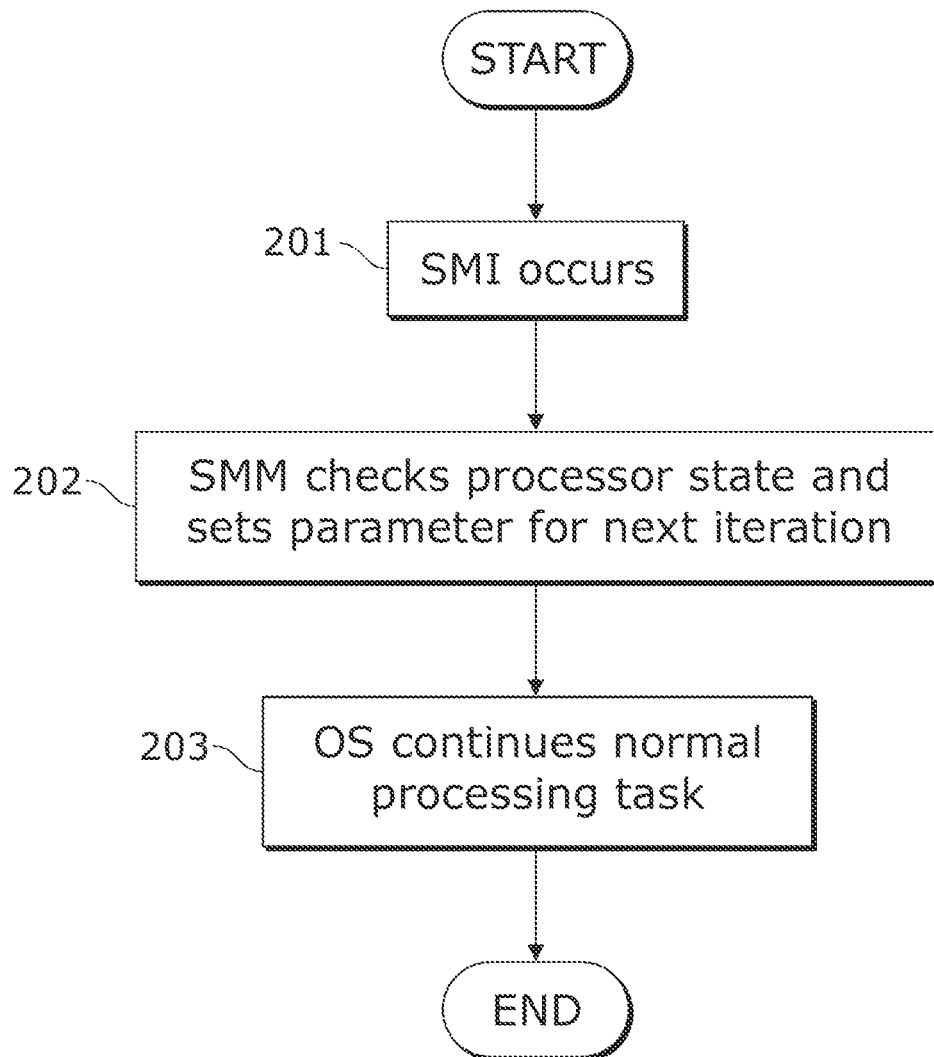 START
201
SMI occurs
202
SMM checks processor state and
sets parameter for next iteration
203
OS continues normal
processing task
END